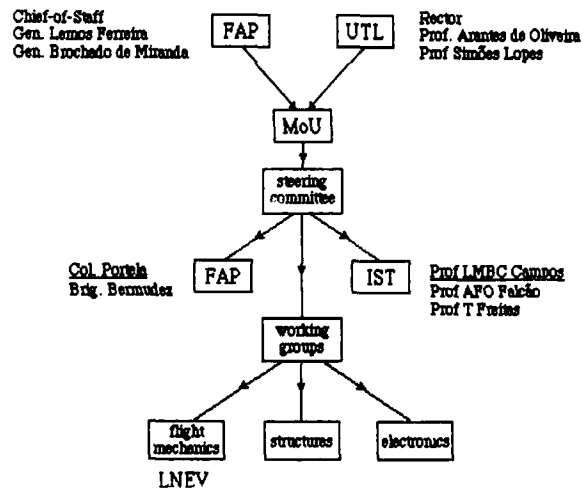 Chief-of-Staff
Gen. Lemos Ferreira
Gen. Brochado de Miranda
FAP
UTL
Rector
Prof. Arantes de Oliveira
Prof Simões Lopes
MoU
steering
committee
Col. Portela
Brig. Bermudez
FAP
IST
Prof LMBC Campos
Prof AFO Falcão
Prof T Freitas
working
groups
flight
mechanics
structures
electronics
LNEV